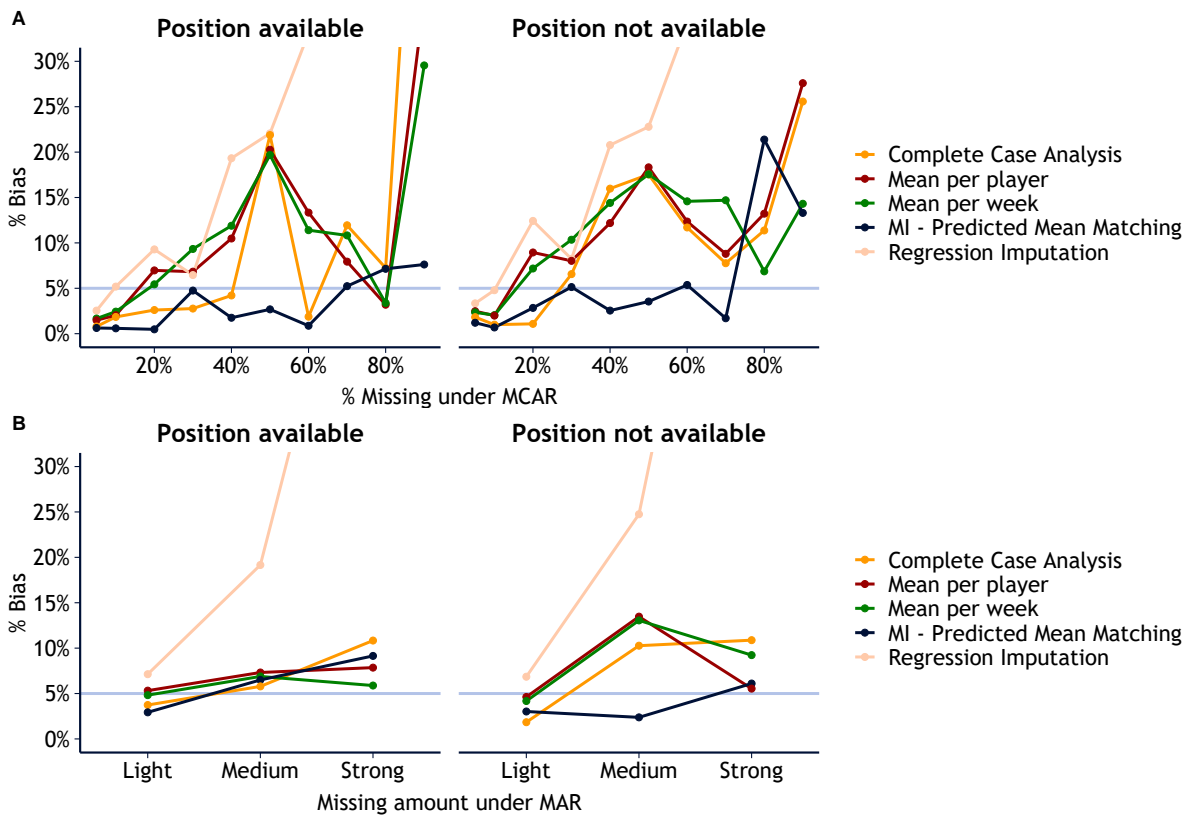 A
Position available
Position not available
30%
25%
20%
15%
10%
5%
0%
% Bias
20%
40%
60%
80%
20%
40%
60%
80%
% Missing under MCAR
Complete Case Analysis
Mean per player
Mean per week
MI - Predicted Mean Matching
Regression Imputation
B
Position available
Position not available
30%
25%
20%
15%
10%
5%
0%
% Bias
Light
Medium
Strong
Light
Medium
Strong
Missing amount under MAR
Complete Case Analysis
Mean per player
Mean per week
MI - Predicted Mean Matching
Regression Imputation